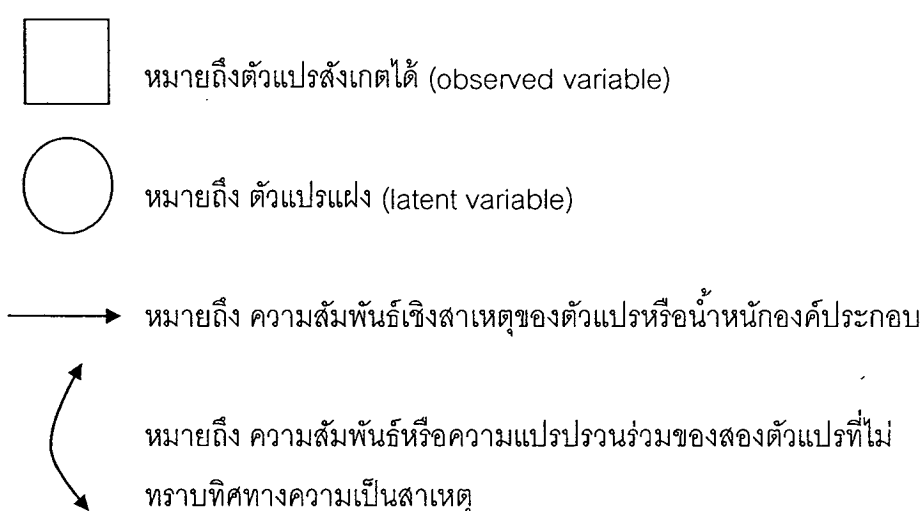 หมายถึงตัวแปรสังเกตได้ (observed variable)
หมายถึง ตัวแปรแฝง (latent variable)
หมายถึง ความสัมพันธ์เชิงสาเหตุของตัวแปรหรือน้ำหนักองค์ประกอบ
หมายถึง ความสัมพันธ์หรือความแปรปรวนร่วมของสองตัวแปรที่ไม่
ทราบทิศทางความเป็นสาเหตุ